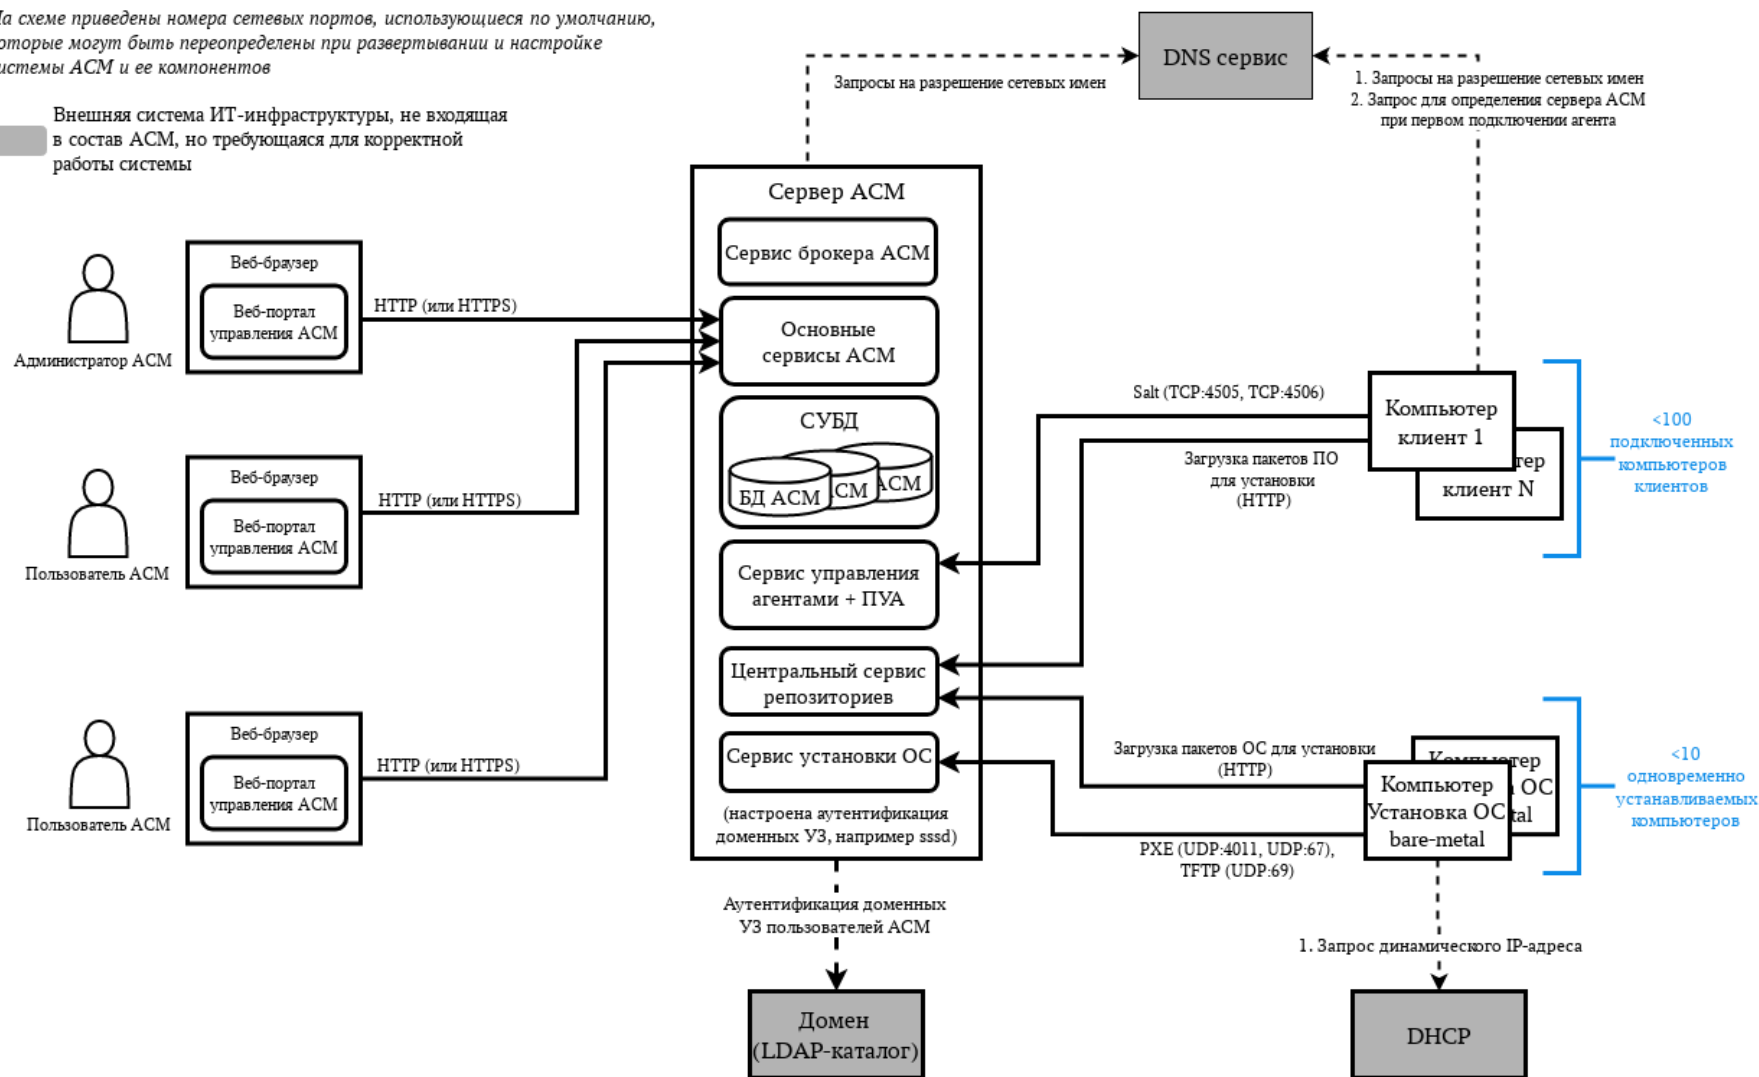 На схеме приведены номера сетевых портов, использующиеся по умолчанию,
которые могут быть переопределены при развертывании и настройке
системы АСМ и ее компонентов
Внешняя система ИТ-инфраструктуры, не входящая
в состав АСМ, но требующаяся для корректной
работы системы
DNS сервис
Запросы на разрешение сетевых имен
1. Запросы на разрешение сетевых имен
2. Запрос для определения сервера АСМ
при первом подключении агента
Сервер АСМ
Сервис брокера АСМ
Основные
сервисы АСМ
СУБД
БД АСМ
АСМ
АСМ
Сервис управления
агентами + ПУА
Центральный сервис
репозиториев
Сервис установки ОС
(настроена аутентификация
доменных УЗ, например sssd)
Веб-браузер
Веб-портал
управления АСМ
Администратор АСМ
HTTP (или HTTPS)
Веб-браузер
Веб-портал
управления АСМ
Пользователь АСМ
HTTP (или HTTPS)
Веб-браузер
Веб-портал
управления АСМ
Пользователь АСМ
HTTP (или HTTPS)
Salt (TCP:4505, TCP:4506)
Загрузка пакетов ПО
для установки
(HTTP)
Компьютер
клиент 1
тер
клиент N
<100
подключенных
компьютеров
клиентов
Загрузка пакетов ОС для установки
(HTTP)
PXE (UDP:4011, UDP:67),
TFTP (UDP:69)
Компьютер
ОС
tal
Компьютер
Установка ОС
bare-metal
<10
одновременно
устанавливаемых
компьютеров
Аутентификация доменных
УЗ пользователей АСМ
Домен
(LDAP-каталог)
1. Запрос динамического IP-адреса
DHCP